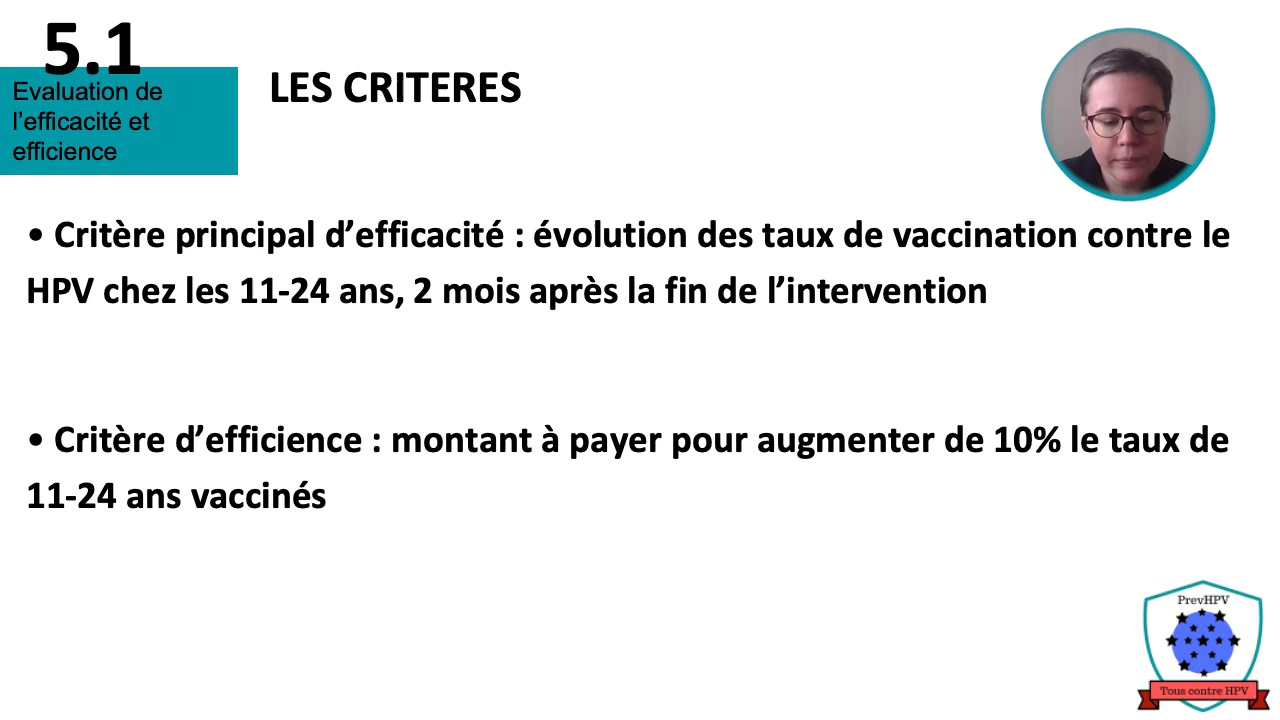 5.1
Evaluation de
l’efficacité et
efficience
LES CRITERES
• Critère principal d’efficacité : évolution des taux de vaccination contre le
HPV chez les 11-24 ans, 2 mois après la fin de l’intervention
• Critère d’efficience : montant à payer pour augmenter de 10% le taux de
11-24 ans vaccinés
PrevHPV
Tous contre HPV